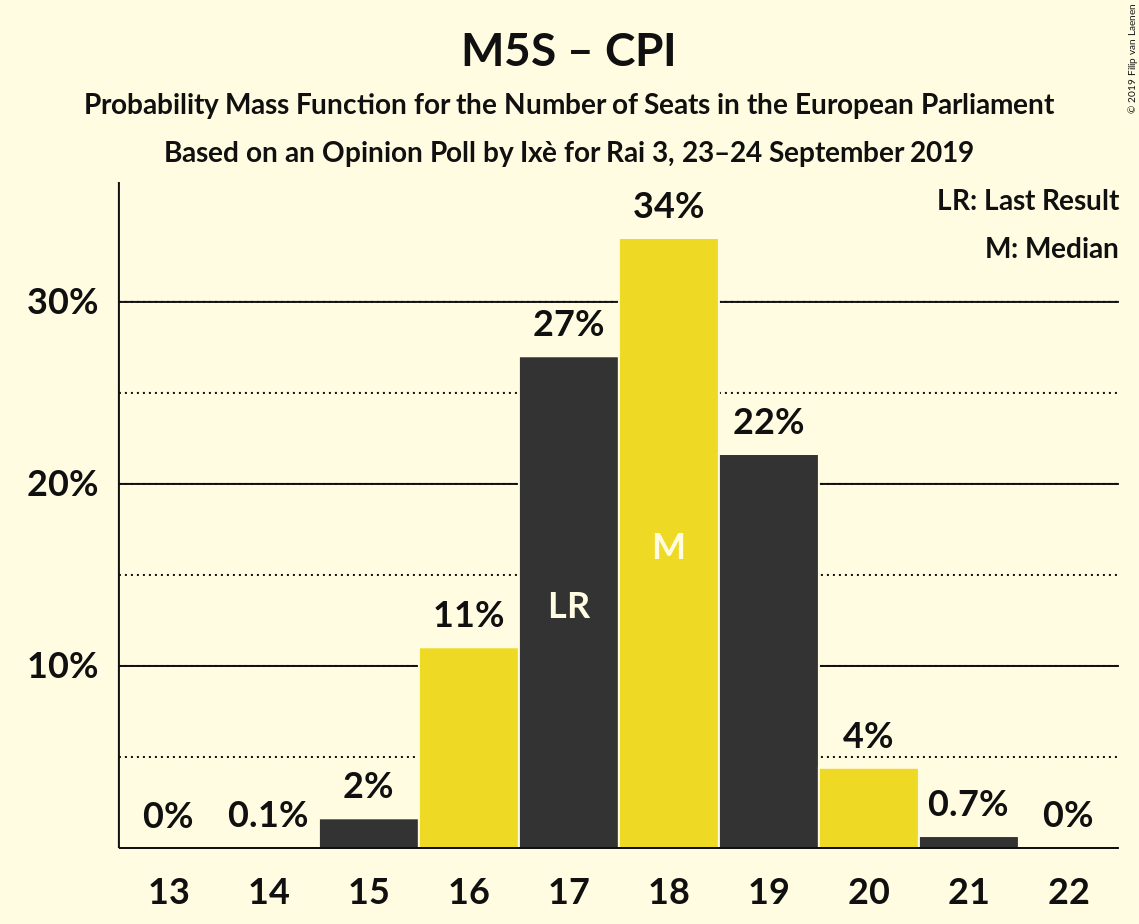 M5S – CPI
Probability Mass Function for the Number of Seats in the European Parliament
Based on an Opinion Poll by Ixè for Rai 3, 23–24 September 2019
© 2019 Filip van Laenen
LR: Last Result
M: Median
34%
30%
27%
22%
20%
M
LR
11%
10%
4%
2%
0%
0.1%
0.7%
0%
13 14 15 16 17 18 19 20 21 22